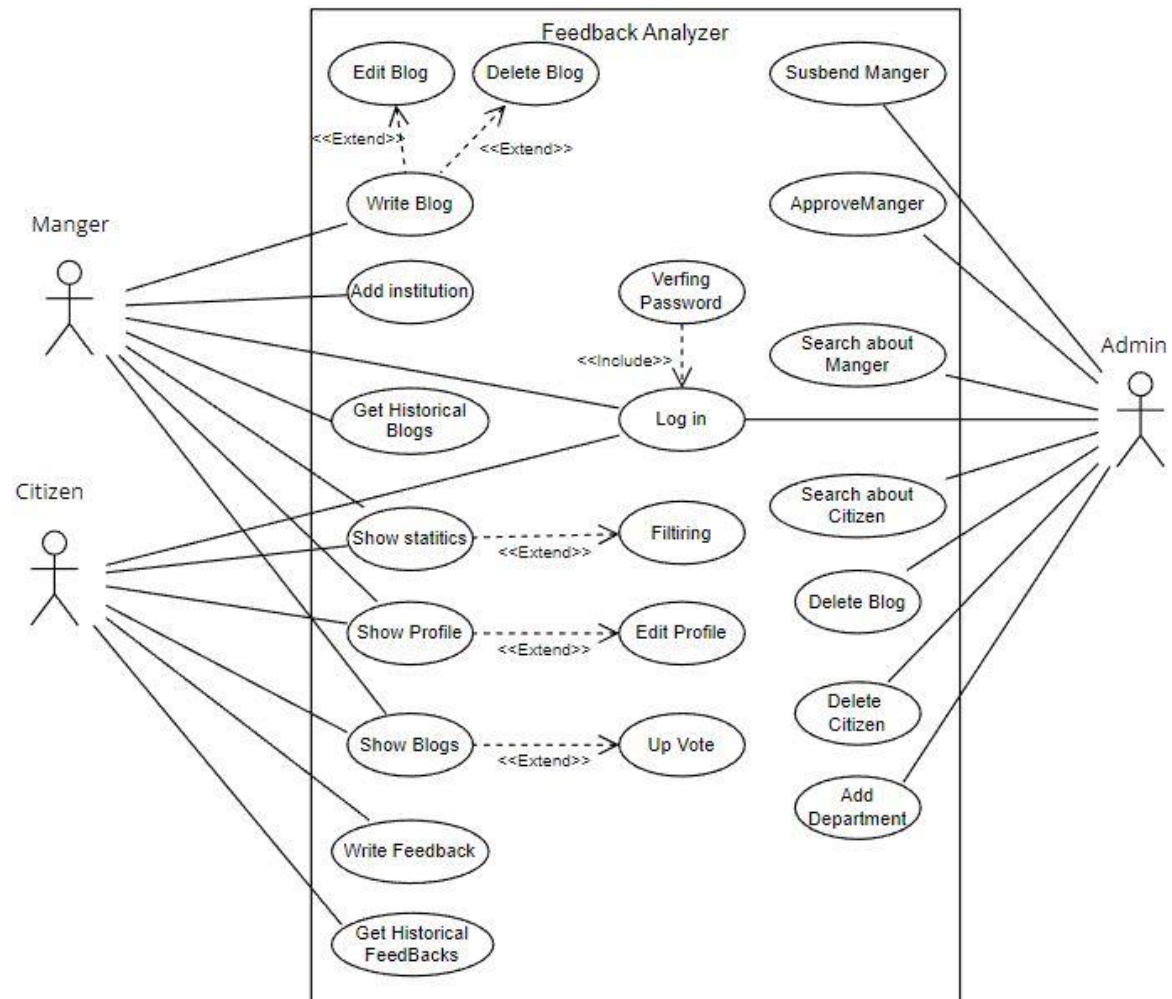 Feedback Analyzer
Edit Blog
Delete Blog
Susbend Manger
<<Extend>>
<<Extend>>
Write Blog
ApproveManger
Manger
Add institution
Verfing
Password
<<Include>>
Search about
Manger
Admin
Get Historical
Blogs
Log in
Citizen
Search about
Citizen
Show statitics
<<Extend>>
Filtiring
Delete Blog
Show Profile
<<Extend>>
Edit Profile
Delete
Citizen
Show Blogs
<<Extend>>
Up Vote
Add
Department
Write Feedback
Get Historical
FeedBacks